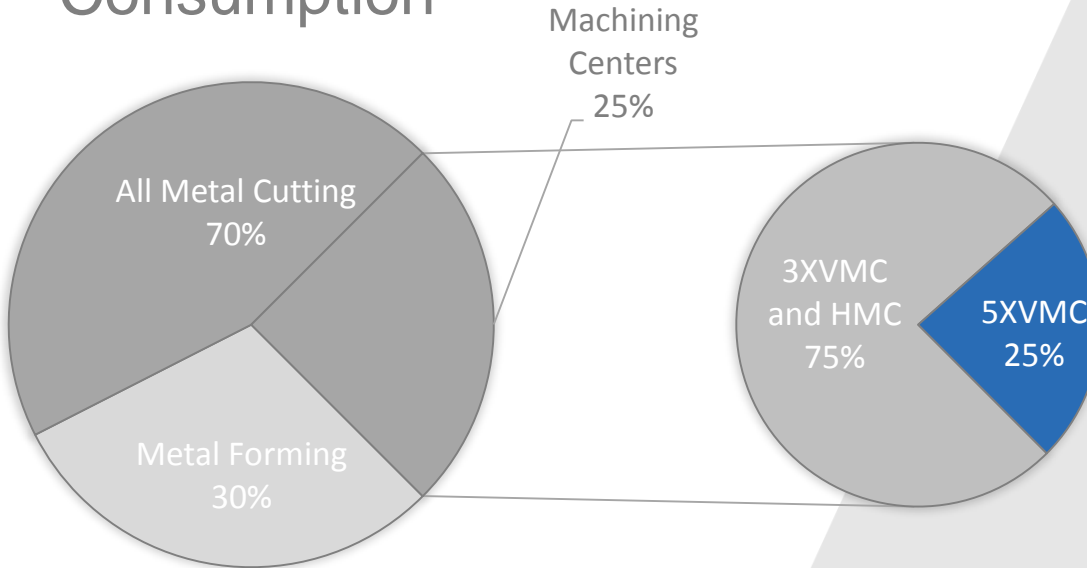 Consumption
Machining
Centers
25%
All Metal Cutting
70%
Metal Forming
30%
3XVMC
and HMC
75%
5XVMC
25%